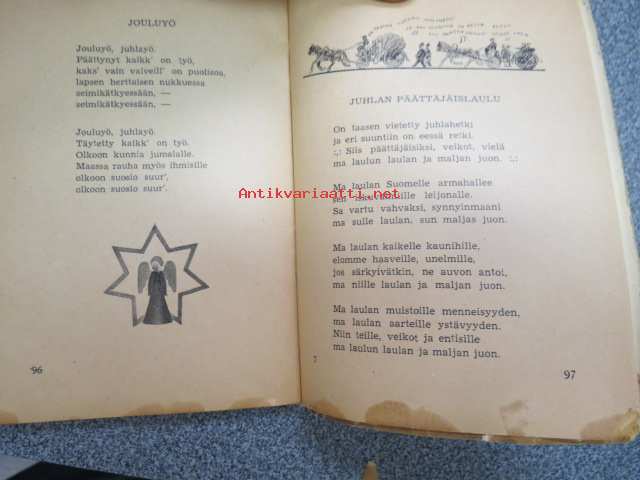 JOULUYÖ
Jouluyö, juhlayö.
Päättynyt kaikk' on työ,
kaks' vain valveill' on puolisoa,
lapsen herttaisen nukkuessa
seimikätkyessään, —
seimikätkyessään, —
Jouluyö, juhlayö.
Täytetty kaikk' on työ.
Olkoon kunnia jumalalle.
Maassa rauha myös ihmisille
olkoon suosio suur'.
olkoon suosio suur'.
96
JUHLAN PÄÄTTÄJÄISLAULU
On taasen vietetty juhlahetki
ja eri suuntiin on eessä retki.
:,: Siis päättäjäisiksi, veikot, vielä
ma laulun laulan ja maljan juon. :,:
Ma laulan Suomelle armahallee
sen leijonalle.
Sa vartu vahvaksi, synnyinmaani
ma sulle laulan, sun maljas juon.
Ma laulan kaikelle kaunihille,
elomme haaveille, unelmille,
jos särkyivätkin, ne auvon antoi,
ma niille laulan ja maljan juon.
Ma laulan muistoille menneisyyden,
ma laulan aarteille ystävyyden.
Niin teille, veikot ja entisille
ma laulun laulan ja maljan juon.
7
97
Antikvariaatti.net